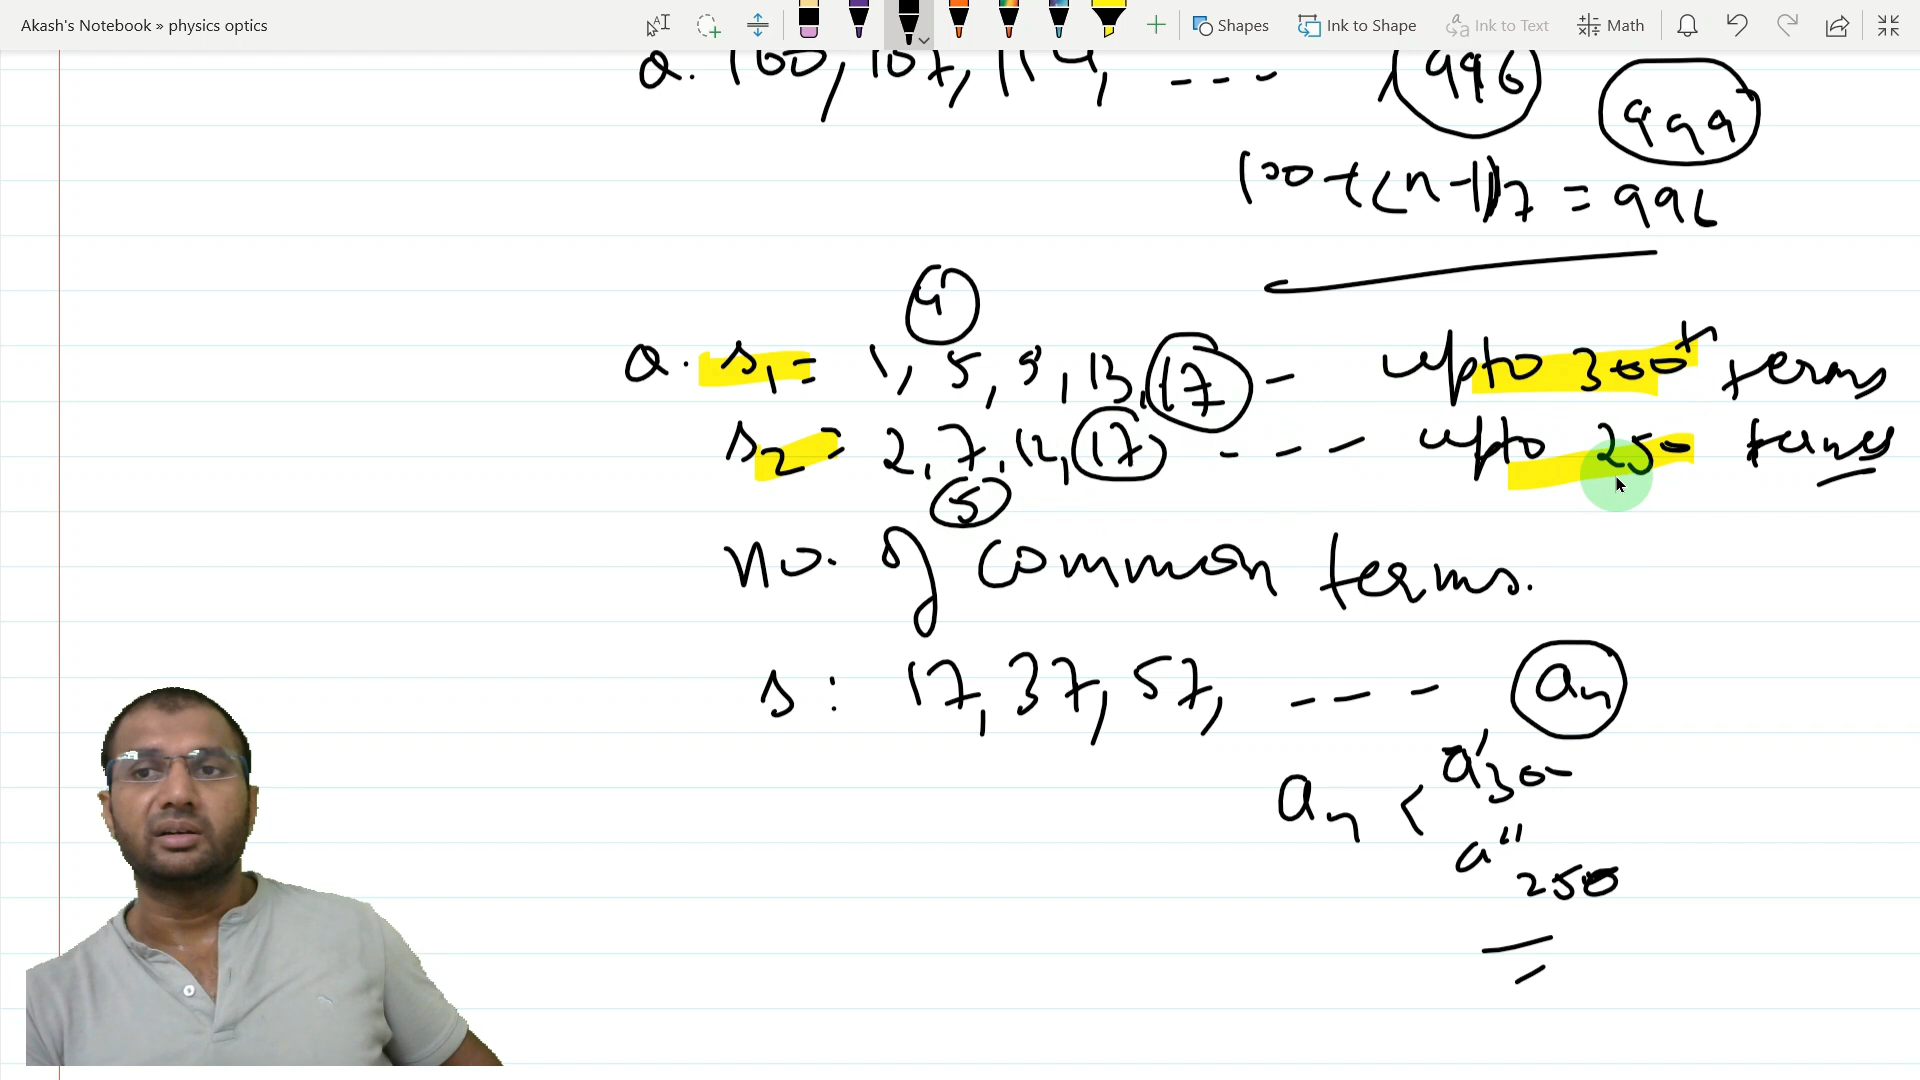 Akash's Notebook » physics optics
Shapes Ink to Shape Ink to Text Math
Q. 100, 107, 114, --- , 996 999
100+(n-1)7 = 996
4
Q. S1 = 1, 5, 9, 13, 17 - upto 300th terms
S2 = 2, 7, 12, 17 - - - upto 250 terms
5
no. of common terms.
s : 17, 37, 57, --- - an
an < a'300
a''250